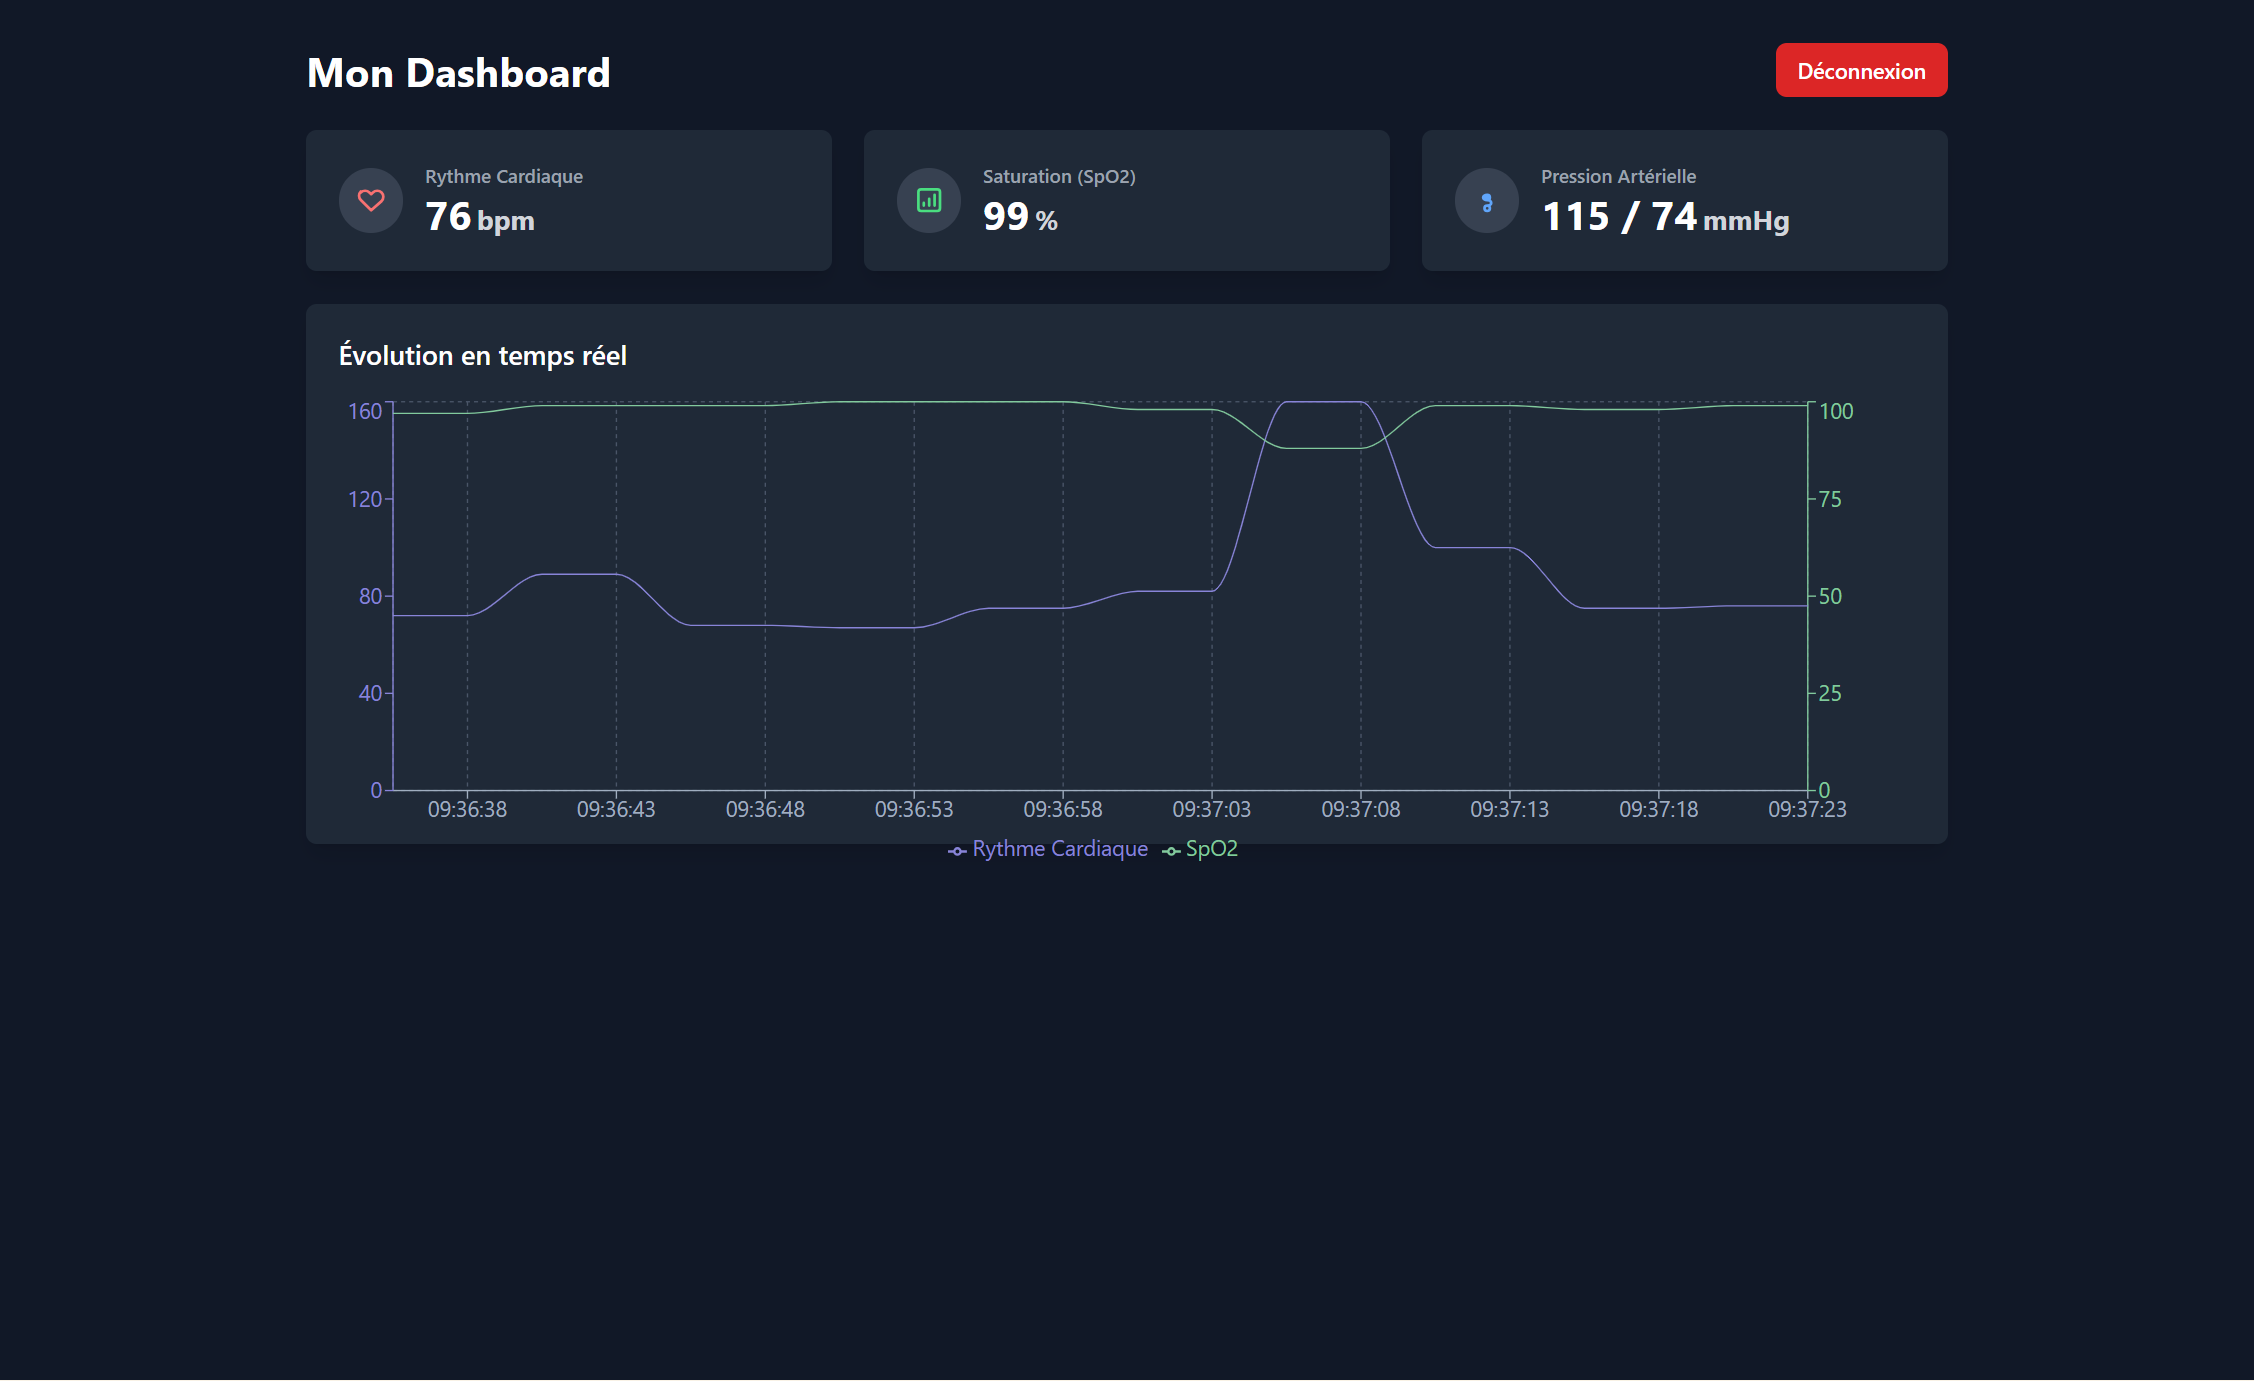 Mon Dashboard
Déconnexion
Rythme Cardiaque
76 bpm
Saturation (SpO2)
99 %
Pression Artérielle
115 / 74 mmHg
Évolution en temps réel
160
120
80
40
0
100
75
50
25
0
09:36:38 09:36:43 09:36:48 09:36:53 09:36:58 09:37:03 09:37:08 09:37:13 09:37:18 09:37:23
Rythme Cardiaque SpO2